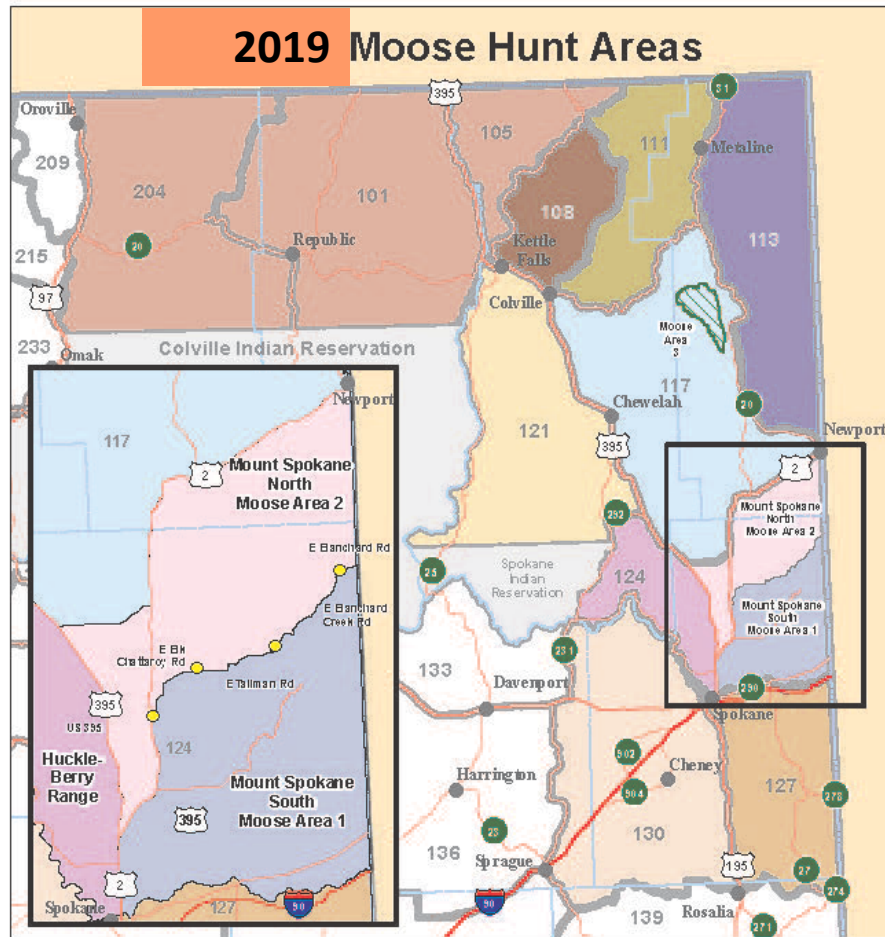 2019 Moose Hunt Areas
395
31
Oroville
105
111
Metaline
209
204
101
108
113
20
Republic
215
Kettle
Falls
97
Colville
Moose
Area
3
233
Omak
Colville Indian Reservation
117
20
Chewelah
395
121
Newport
2
Mount Spokane
North
Moose Area 2
292
25
Spokane
Indian
Reservation
124
Mount Spokane
South
Moose Area 1
231
133
Davenport
290
Spokane
902
Cheney
904
127
278
Harrington
130
25
136
Sprague
195
27
274
90
Rosalia
139
271
Newport
117
2
Mount Spokane
North
Moose Area 2
E Blanchard Rd
E Blanchard
Creek Rd
E Elk
Chattaroy Rd
E Tallman Rd
395
US 395
124
Huckle-
Berry
Range
Mount Spokane
South
Moose Area 1
395
2
Spokane
127
90